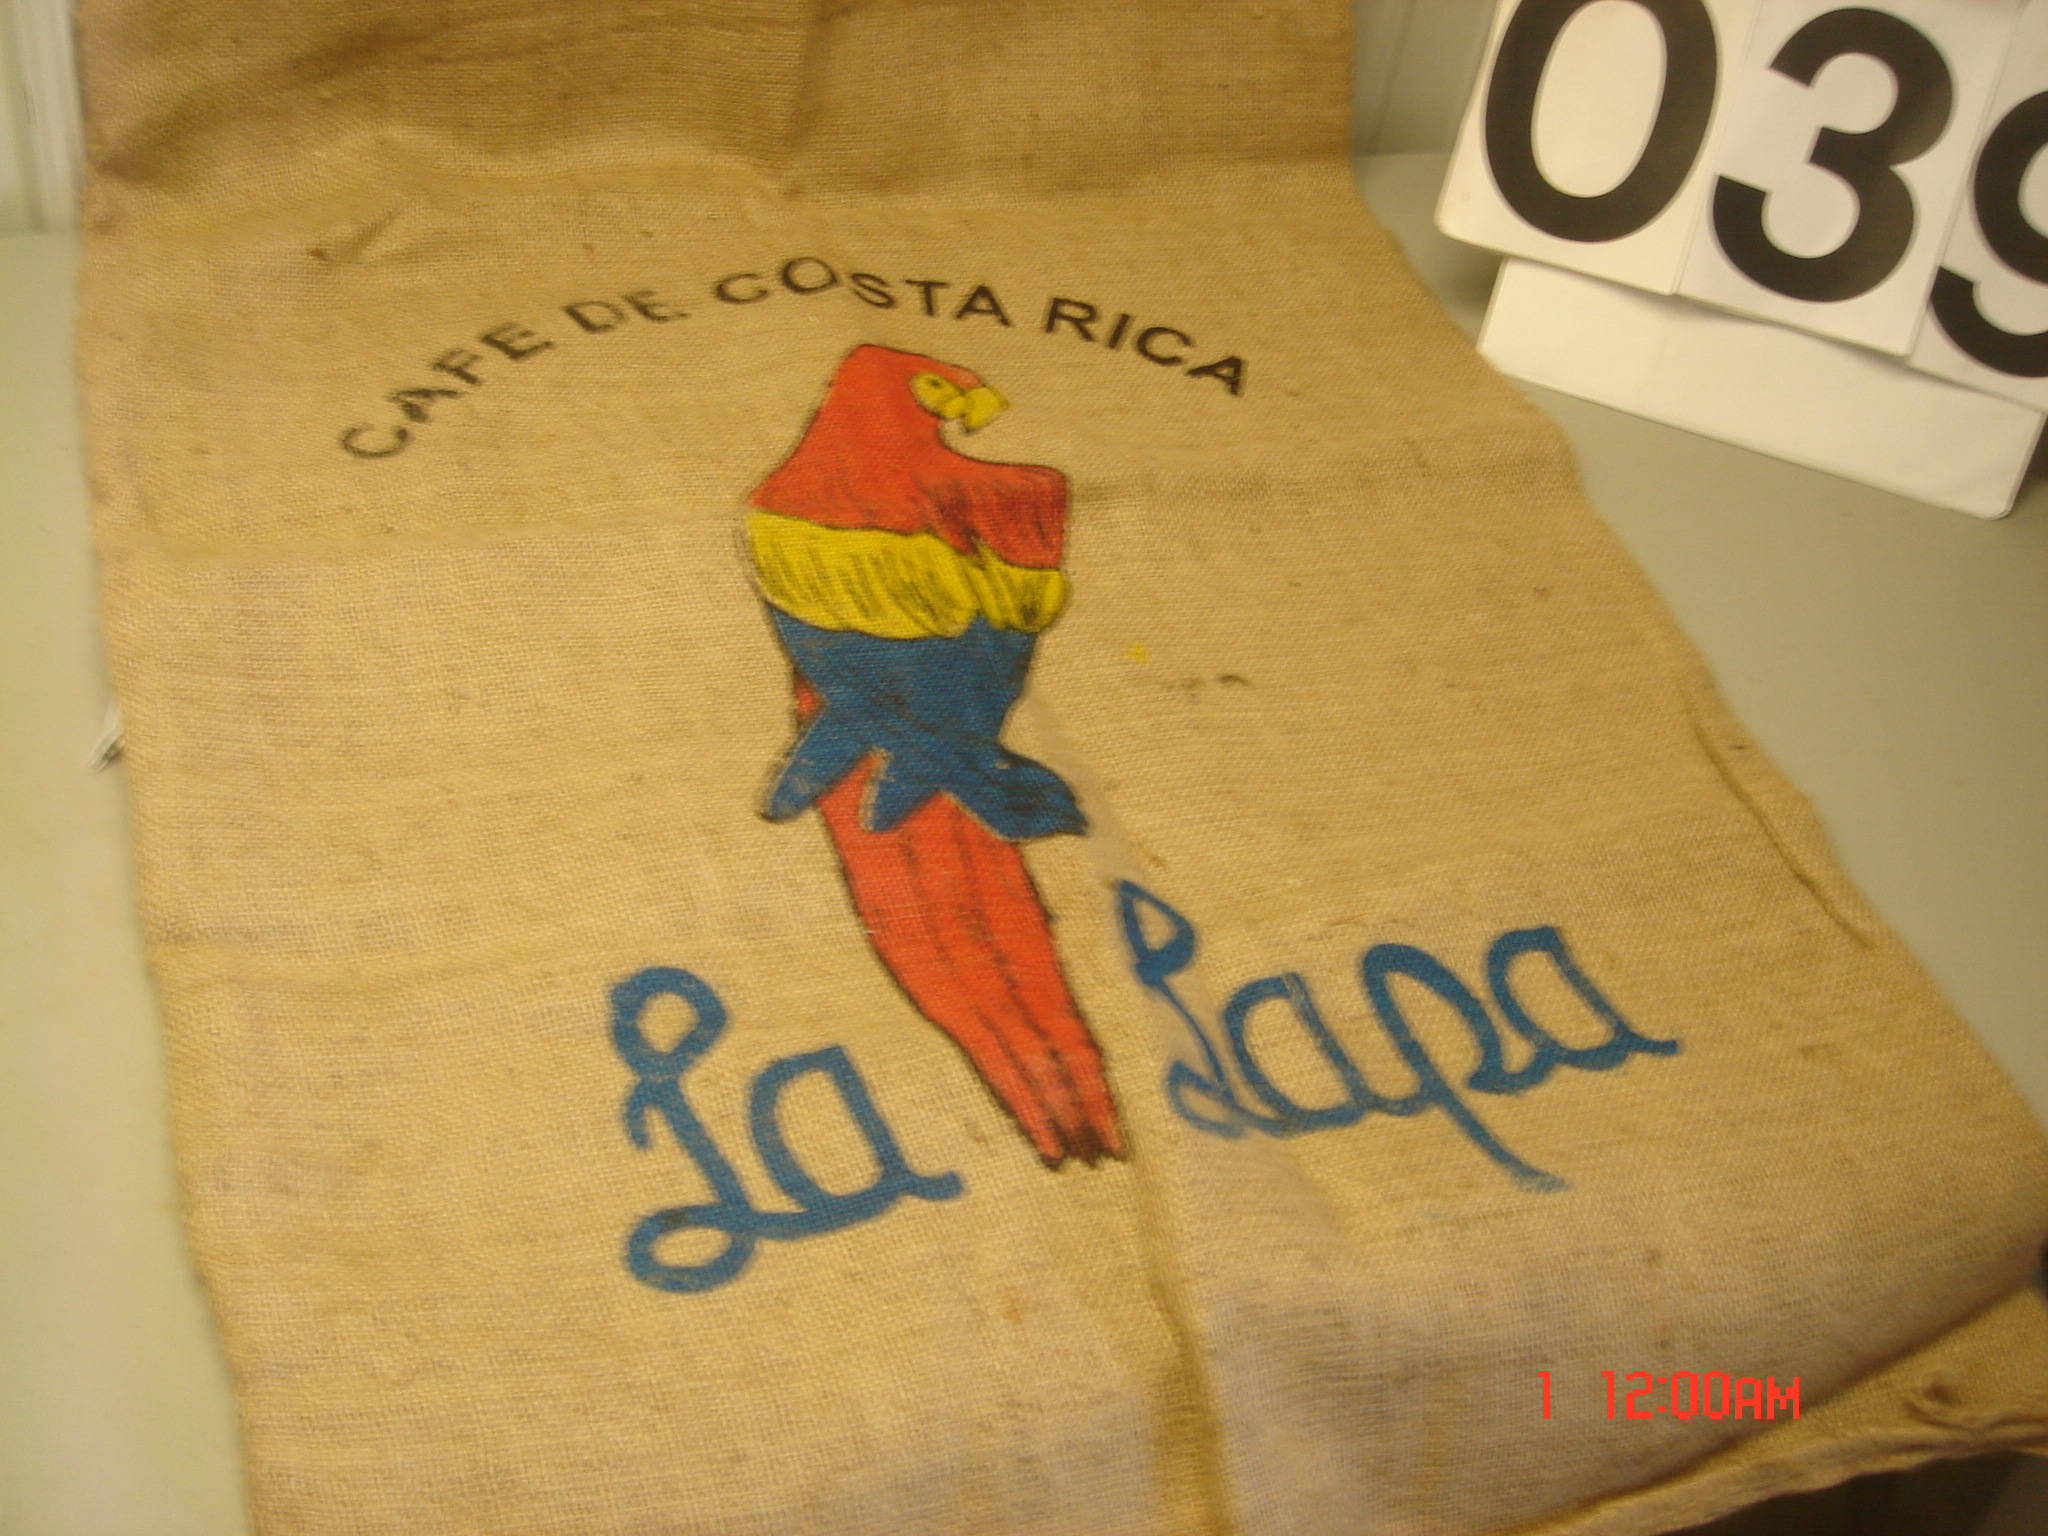 039
CAFE DE COSTA RICA
La Lapa
1 12:00AM